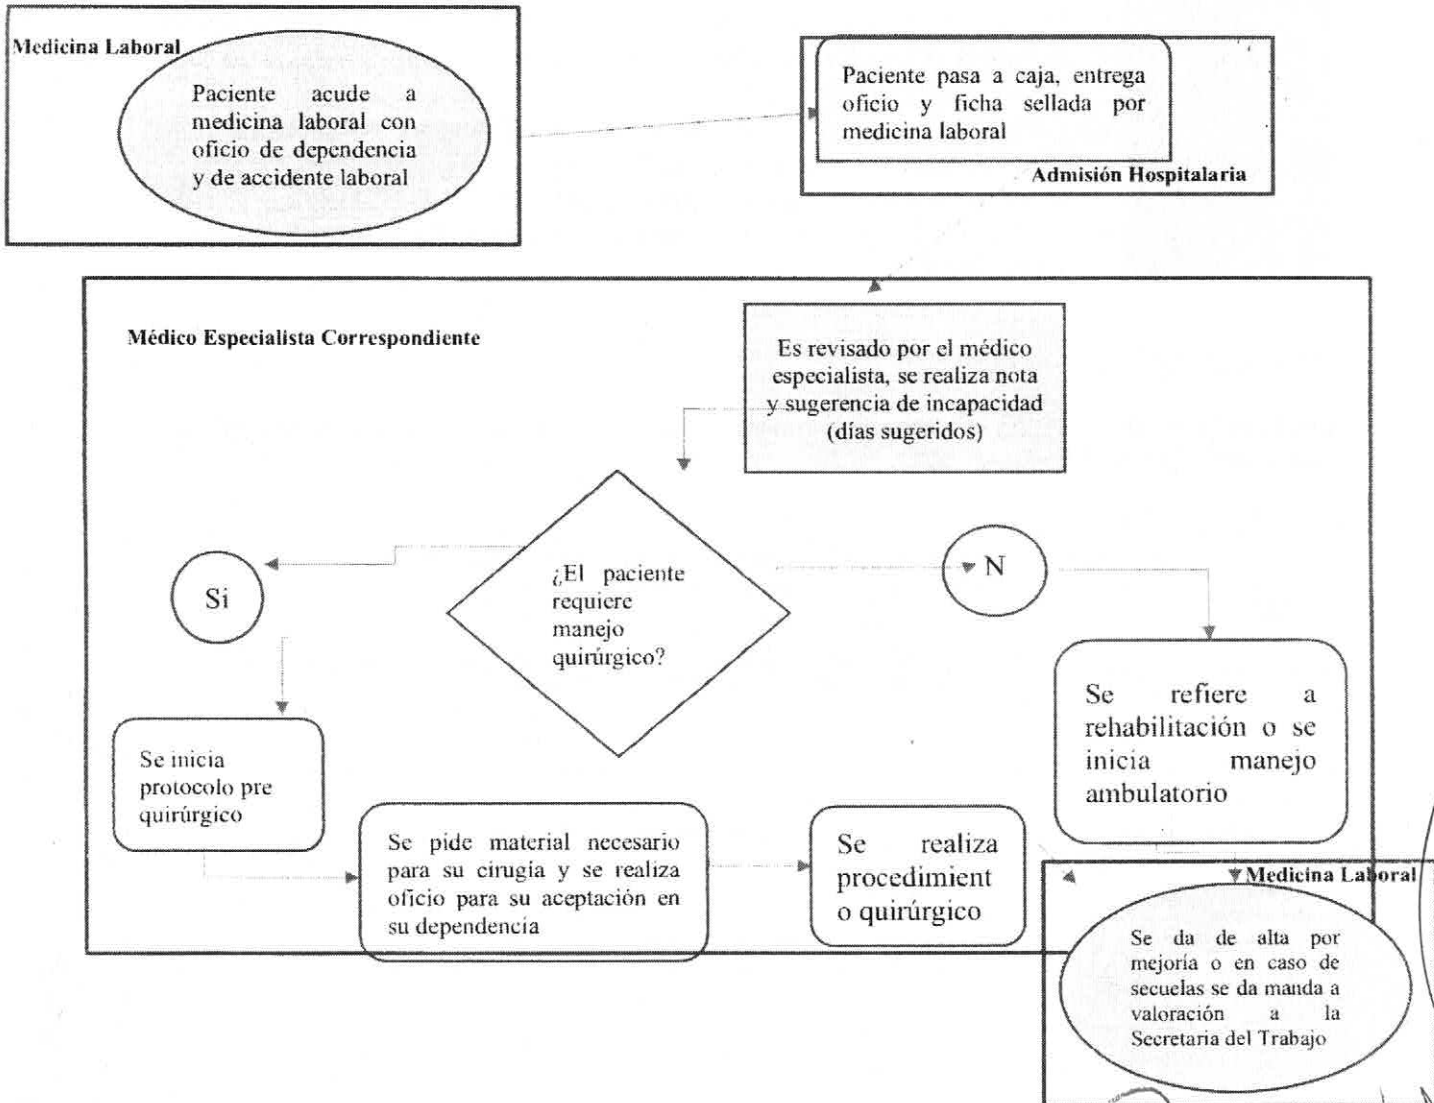 Medicina Laboral
Paciente acude a
medicina laboral con
oficio de dependencia
y de accidente laboral
Paciente pasa a caja, entrega
oficio y ficha sellada por
medicina laboral
Admisión Hospitalaria
Médico Especialista Correspondiente
Es revisado por el médico
especialista, se realiza nota
y sugerencia de incapacidad
(días sugeridos)
¿El paciente
requiere
manejo
quirúrgico?
Si
N
Se inicia
protocolo pre
quirúrgico
Se pide material necesario
para su cirugía y se realiza
oficio para su aceptación en
su dependencia
Se realiza
procedimient
o quirúrgico
Se refiere a
rehabilitación o se
inicia manejo
ambulatorio
Medicina Laboral
Se da de alta por
mejoría o en caso de
secuelas se da manda a
valoración a la
Secretaria del Trabajo